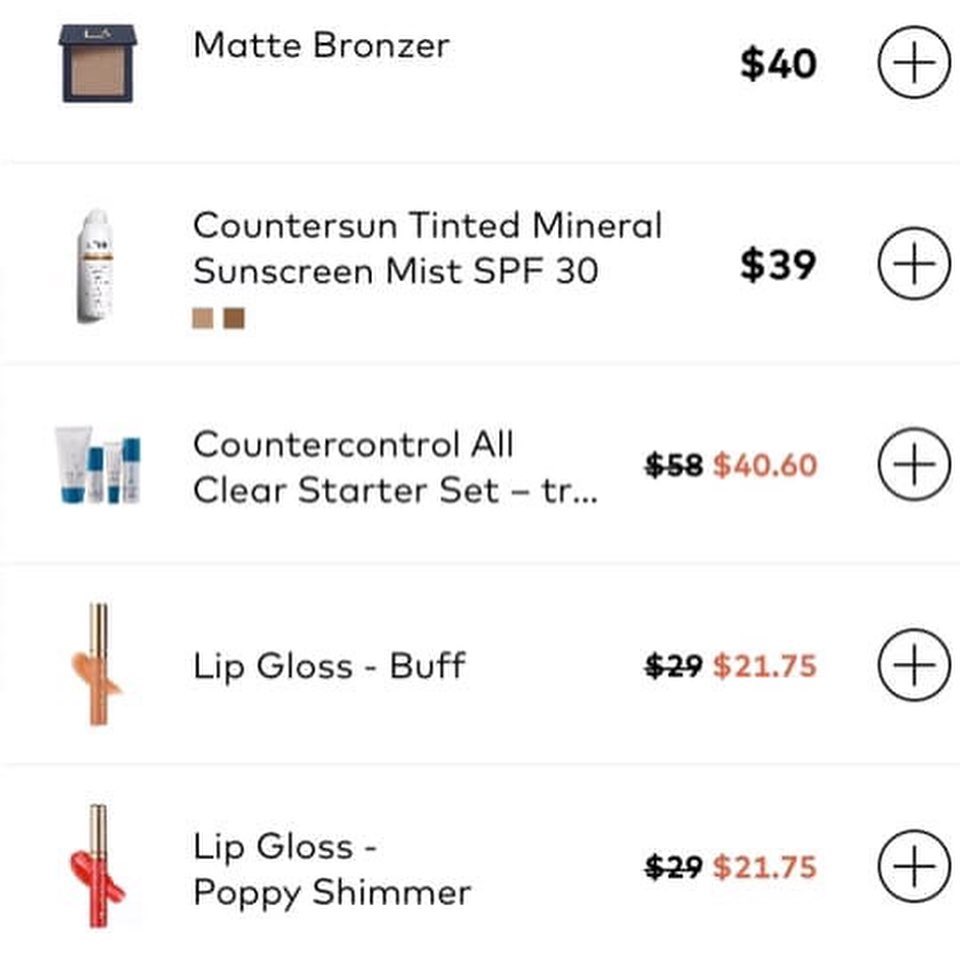 Matte Bronzer
$40
Countersun Tinted Mineral
Sunscreen Mist SPF 30
$39
Countercontrol All
Clear Starter Set – tr...
$58 $40.60
Lip Gloss - Buff
$29 $21.75
Lip Gloss -
Poppy Shimmer
$29 $21.75